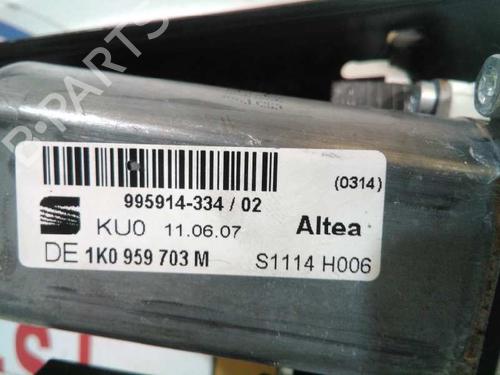 B-PARTS
995914-334 / 02
(0314)
KU0 11.06.07 Altea
DE 1K0 959 703 M S1114 H006